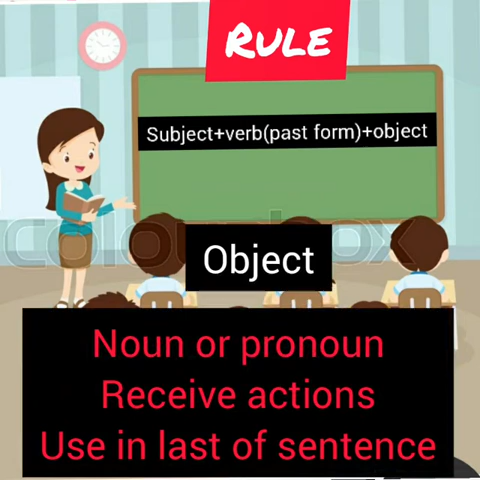 RULE
Subject+verb(past form)+object
Object
Noun or pronoun
Receive actions
Use in last of sentence